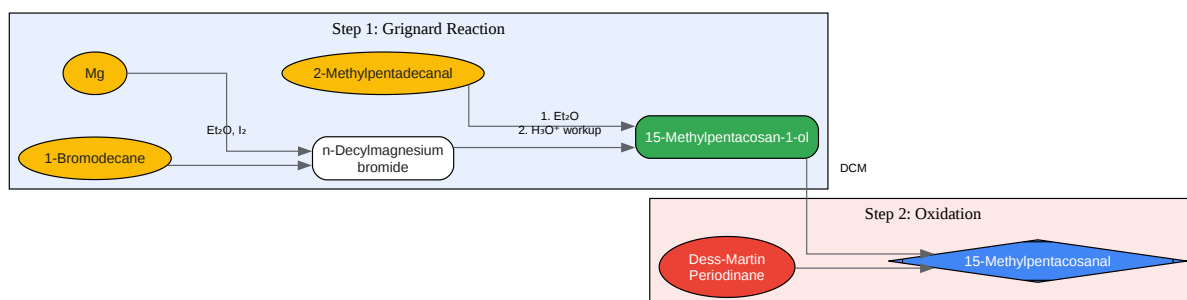 Step 1: Grignard Reaction
Mg
2-Methylpentadecanal
Et₂O, I₂
1. Et₂O
2. H₃O⁺ workup
1-Bromodecane
n-Decylmagnesium
bromide
15-Methylpentacosan-1-ol
DCM
Step 2: Oxidation
Dess-Martin
Periodinane
15-Methylpentacosanal